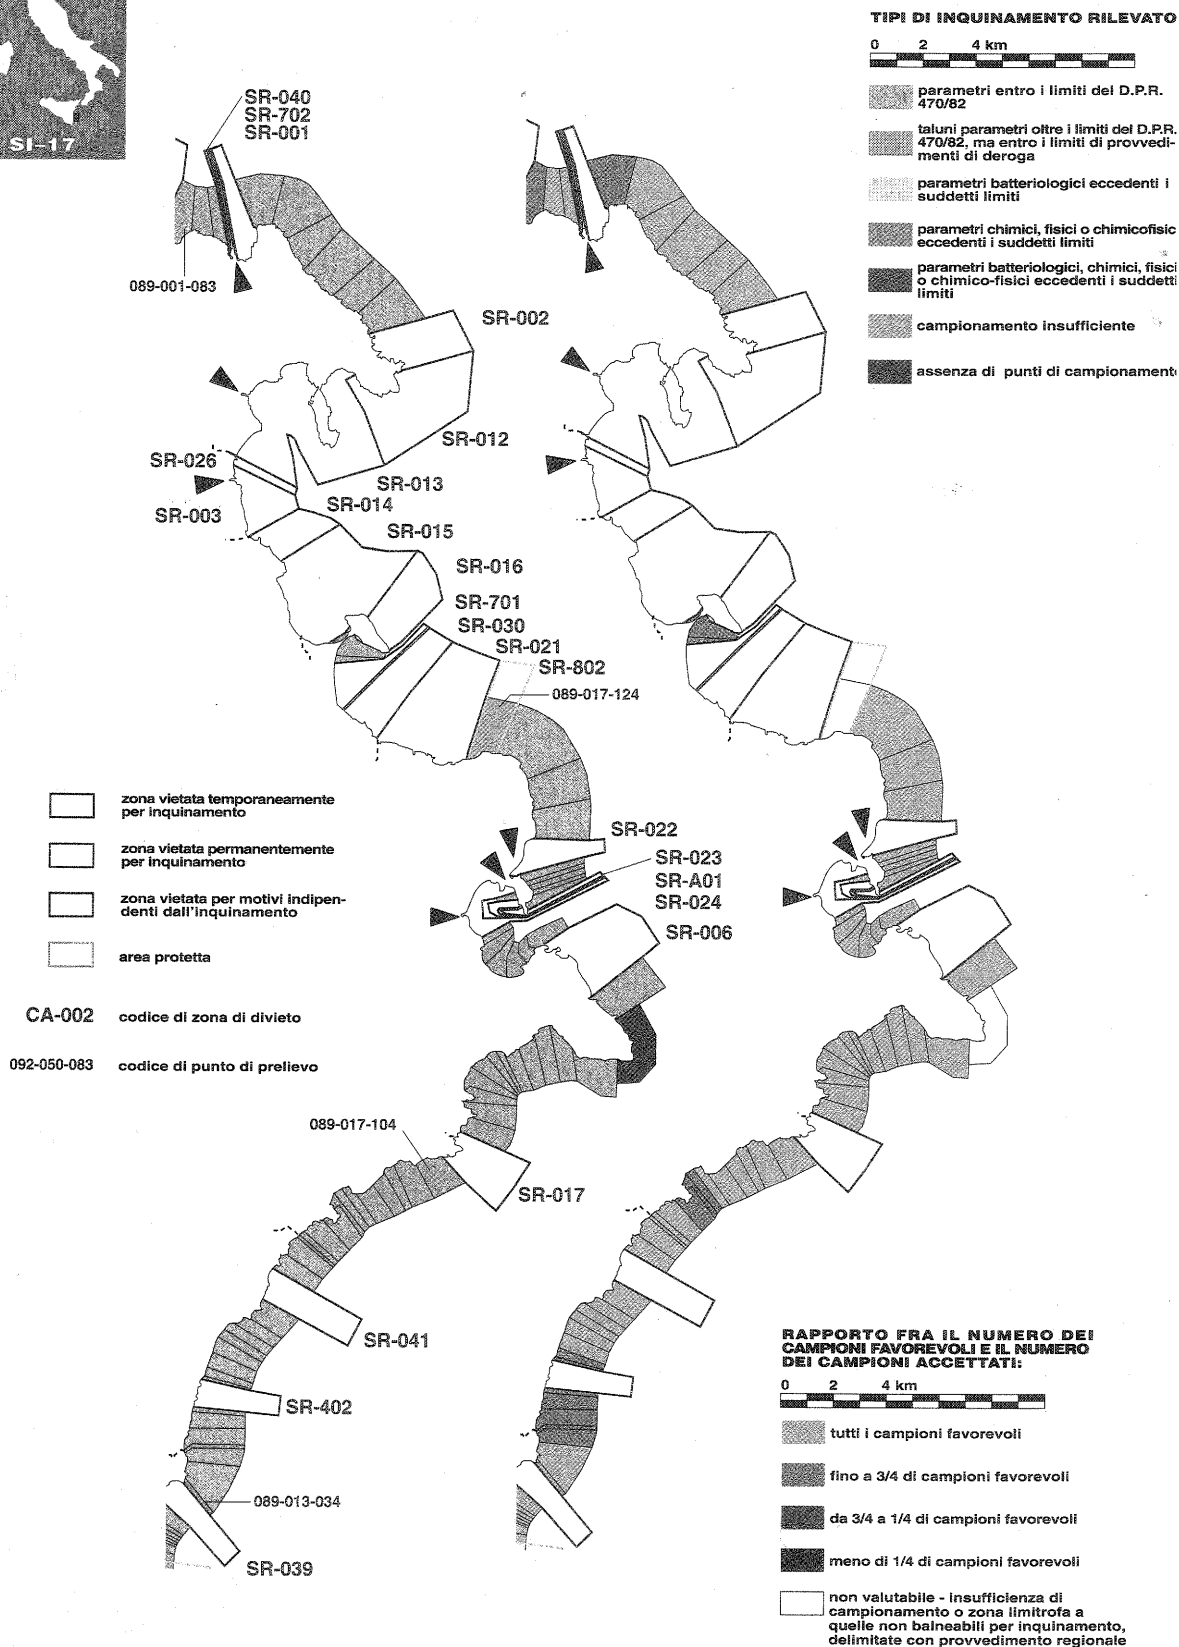 SI-17
TIPI DI INQUINAMENTO RILEVATO
0 2 4 km
parametri entro i limiti del D.P.R.
470/82
taluni parametri oltre i limiti del D.P.R.
470/82, ma entro i limiti di provvedi-
menti di deroga
parametri batteriologici eccedenti i
suddetti limiti
parametri chimici, fisici o chimicofisic
eccedenti i suddetti limiti
parametri batteriologici, chimici, fisici
o chimico-fisici eccedenti i suddetti
limiti
campionamento insufficiente
assenza di punti di campionamento
SR-040
SR-702
SR-001
089-001-083
SR-002
SR-012
SR-026
SR-013
SR-014
SR-003
SR-015
SR-016
SR-701
SR-030
SR-021
SR-802
089-017-124
SR-022
SR-023
SR-A01
SR-024
SR-006
089-017-104
SR-017
SR-041
SR-402
089-013-034
SR-039
zona vietata temporaneamente
per inquinamento
zona vietata permanentemente
per inquinamento
zona vietata per motivi indipen-
denti dall'inquinamento
area protetta
CA-002 codice di zona di divieto
092-050-083 codice di punto di prelievo
RAPPORTO FRA IL NUMERO DEI
CAMPIONI FAVOREVOLI E IL NUMERO
DEI CAMPIONI ACCETTATI:
0 2 4 km
tutti i campioni favorevoli
fino a 3/4 di campioni favorevoli
da 3/4 a 1/4 di campioni favorevoli
meno di 1/4 di campioni favorevoli
non valutabile - insufficienza di
campionamento o zona limitrofa a
quelle non balneabili per inquinamento,
delimitate con provvedimento regionale